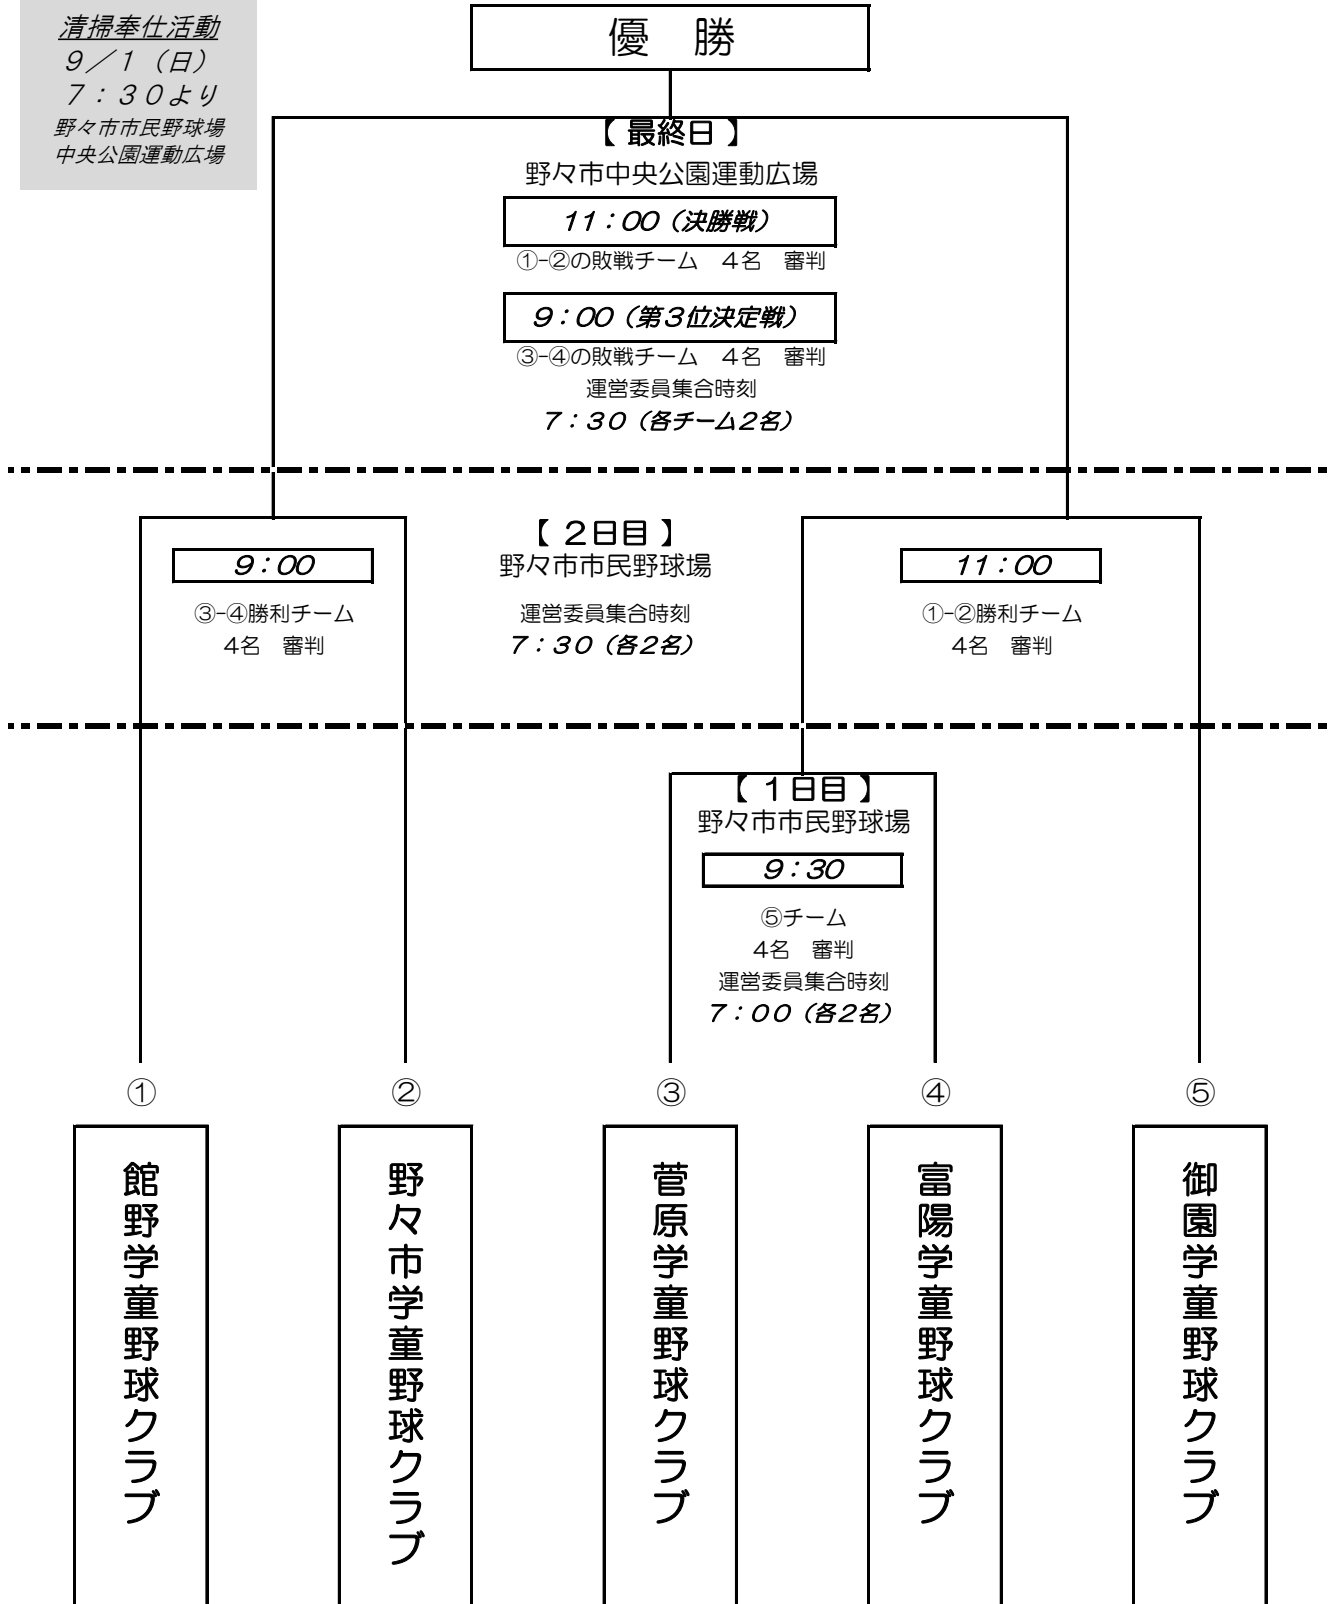 清掃奉仕活動
９／１（日）
７：３０より
野々市市民野球場
中央公園運動広場
優　勝
【 最終日 】
野々市中央公園運動広場
11：00（決勝戦）
①-②の敗戦チーム　４名　審判
9：00（第３位決定戦）
③-④の敗戦チーム　４名　審判
運営委員集合時刻
７：３０（各チーム２名）
【 ２日目 】
野々市市民野球場
運営委員集合時刻
７：３０（各２名）
9：00
③-④勝利チーム
４名　審判
11：00
①-②勝利チーム
４名　審判
【 １日目 】
野々市市民野球場
9：30
⑤チーム
４名　審判
運営委員集合時刻
７：００（各２名）
①
②
③
④
⑤
館野学童野球クラブ
野々市学童野球クラブ
菅原学童野球クラブ
富陽学童野球クラブ
御園学童野球クラブ